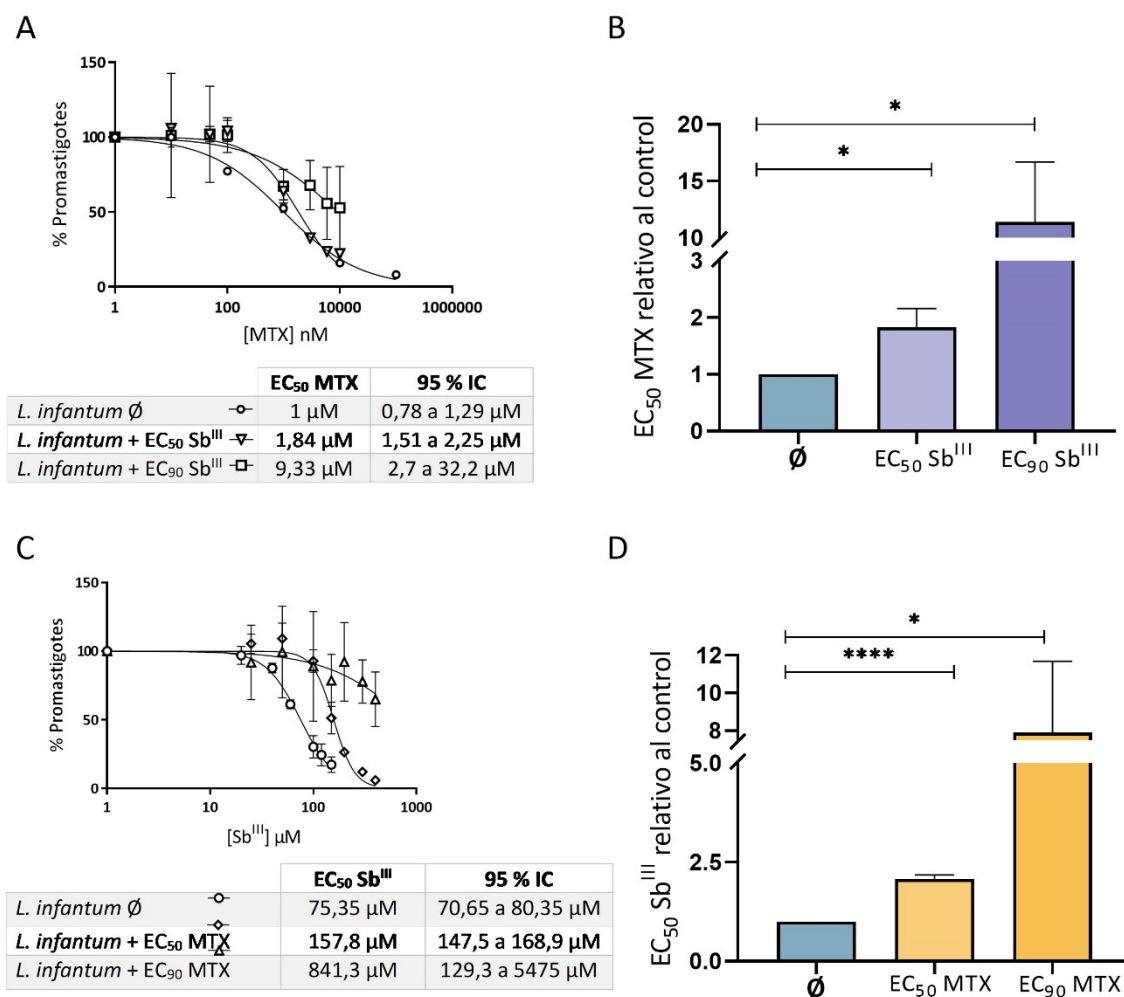 A
150
100
50
0
% Promastigotes
1 100 10000 1000000
[MTX] nM
EC₅₀ MTX 95 % IC
L. infantum Ø 1 µM 0,78 a 1,29 µM
L. infantum + EC₅₀ Sbᴵᴵᴵ 1,84 µM 1,51 a 2,25 µM
L. infantum + EC₉₀ Sbᴵᴵᴵ 9,33 µM 2,7 a 32,2 µM
B
EC₅₀ MTX relativo al control
20
15
10
3
2
1
0
*
*
Ø EC₅₀ Sbᴵᴵᴵ EC₉₀ Sbᴵᴵᴵ
C
150
100
50
0
% Promastigotes
1 10 100 1000
[Sbᴵᴵᴵ] µM
EC₅₀ Sbᴵᴵᴵ 95 % IC
L. infantum Ø 75,35 µM 70,65 a 80,35 µM
L. infantum + EC₅₀ MTX 157,8 µM 147,5 a 168,9 µM
L. infantum + EC₉₀ MTX 841,3 µM 129,3 a 5475 µM
D
EC₅₀ Sbᴵᴵᴵ relativo al control
12
10
8
5.0
2.5
0.0
*
****
Ø EC₅₀ MTX EC₉₀ MTX